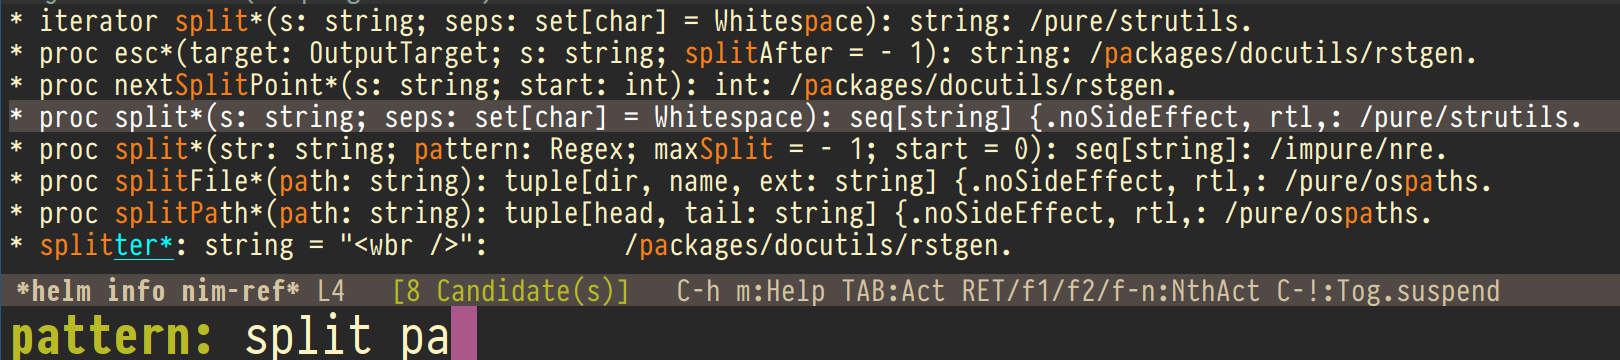 * iterator split*(s: string; seps: set[char] = Whitespace): string: /pure/strutils.
* proc esc*(target: OutputTarget; s: string; splitAfter = - 1): string: /packages/docutils/rstgen.
* proc nextSplitPoint*(s: string; start: int): int: /packages/docutils/rstgen.
* proc split*(s: string; seps: set[char] = Whitespace): seq[string] {.noSideEffect, rtl,: /pure/strutils.
* proc split*(str: string; pattern: Regex; maxSplit = - 1; start = 0): seq[string]: /impure/nre.
* proc splitFile*(path: string): tuple[dir, name, ext: string] {.noSideEffect, rtl,: /pure/ospaths.
* proc splitPath*(path: string): tuple[head, tail: string] {.noSideEffect, rtl,: /pure/ospaths.
* splitter*: string = "<wbr />": /packages/docutils/rstgen.
*helm info nim-ref* L4 [8 Candidate(s)] C-h m:Help TAB:Act RET/f1/f2/f-n:NthAct C-!:Tog.suspend
pattern: split pa